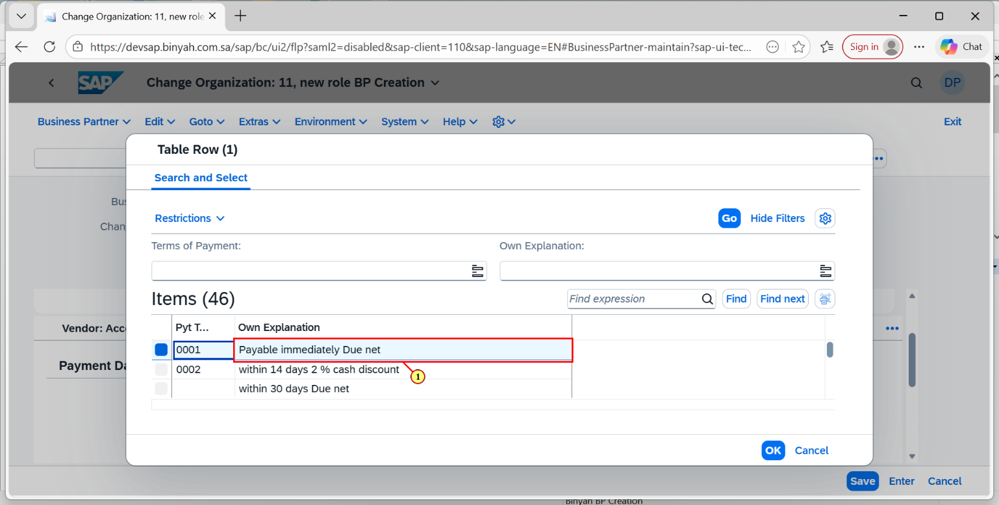 Change Organization: 11, new role
https://devsap.binyah.com.sa/sap/bc/ui2/flp?saml2=disabled&sap-client=110&sap-language=EN#BusinessPartner-maintain?sap-ui-tec...
Sign in
Chat
SAP
Change Organization: 11, new role BP Creation
DP
Business Partner
Edit
Goto
Extras
Environment
System
Help
Exit
Table Row (1)
Search and Select
Bus
Restrictions
Go
Hide Filters
Chan
Terms of Payment:
Own Explanation:
Items (46)
Find expression
Find
Find next
Vendor: Acc
Pyt T...
Own Explanation
0001
Payable immediately Due net
Payment Da
0002
within 14 days 2 % cash discount
1
within 30 days Due net
OK
Cancel
Save
Enter
Cancel
Binyah BP Creation